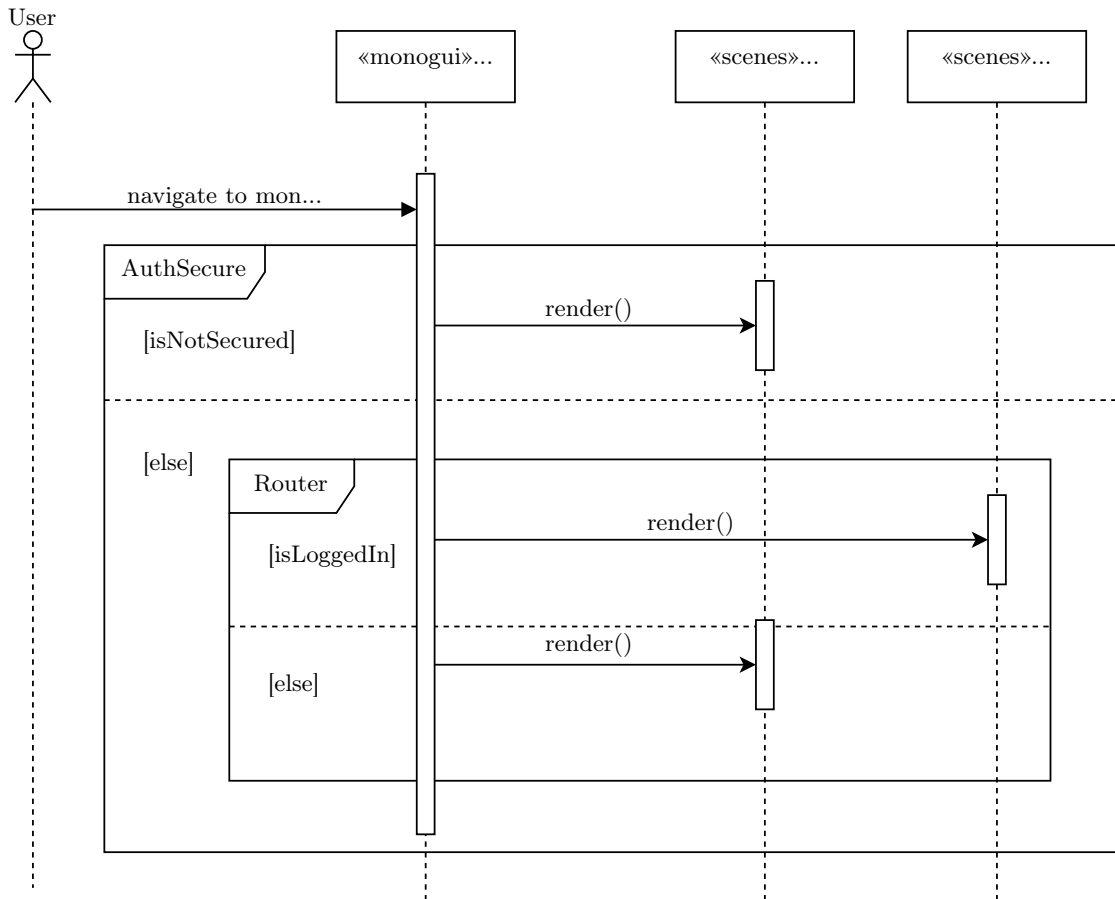 User
«monogui»...
«scenes»...
«scenes»...
navigate to mon...
AuthSecure
render()
[isNotSecured]
[else]
Router
render()
[isLoggedIn]
render()
[else]